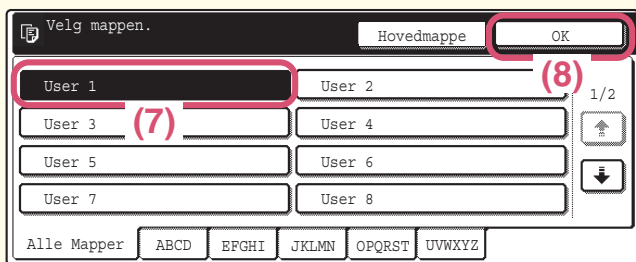 Velg mappen.
Hovedmappe OK
(8)
User 1 User 2
1/2
(7)
User 3 User 4
User 5 User 6
User 7 User 8
Alle Mapper ABCD EFGHI JKLMN OPQRST UVWXYZ